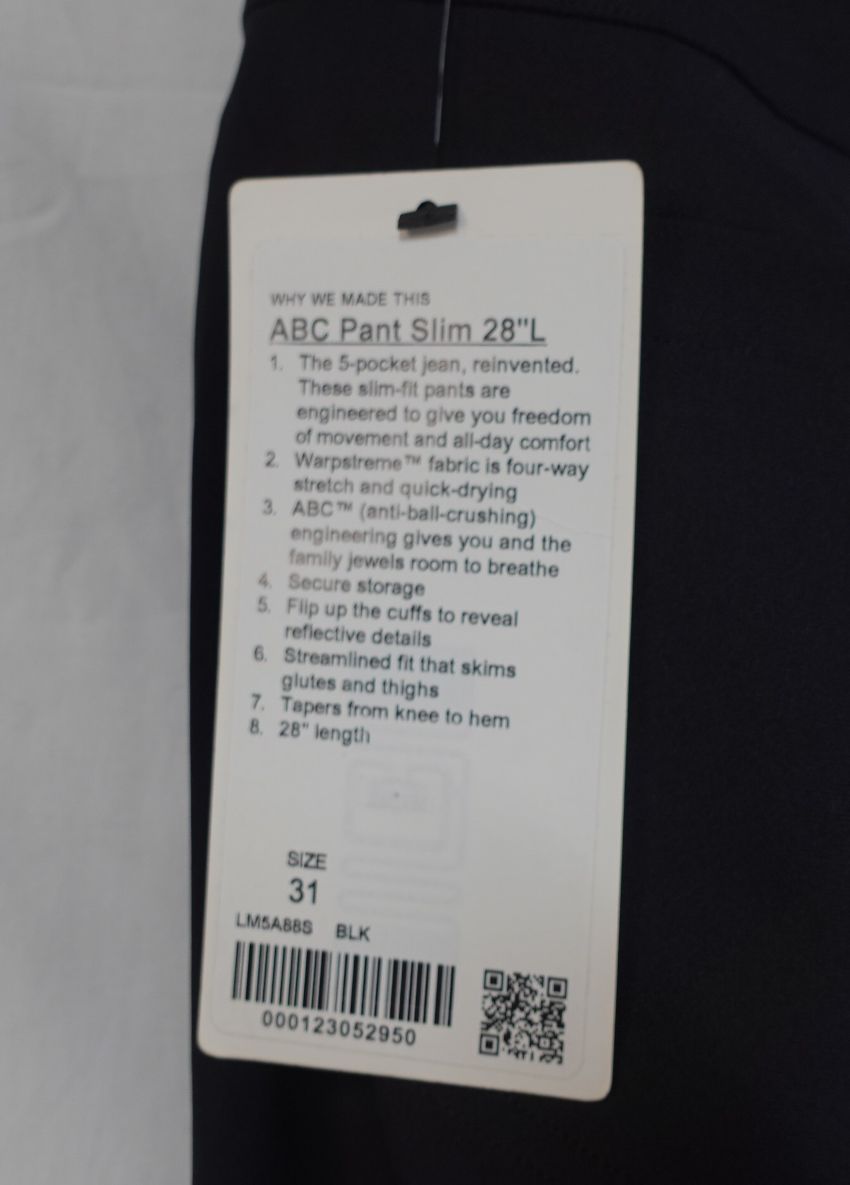 WHY WE MADE THIS
ABC Pant Slim 28"L
1. The 5-pocket jean, reinvented.
These slim-fit pants are
engineered to give you freedom
of movement and all-day comfort
2. Warpstreme™ fabric is four-way
stretch and quick-drying
3. ABC™ (anti-ball-crushing)
engineering gives you and the
family jewels room to breathe
4. Secure storage
5. Flip up the cuffs to reveal
reflective details
6. Streamlined fit that skims
glutes and thighs
7. Tapers from knee to hem
8. 28" length
SIZE
31
LM5A88S BLK
000123052950